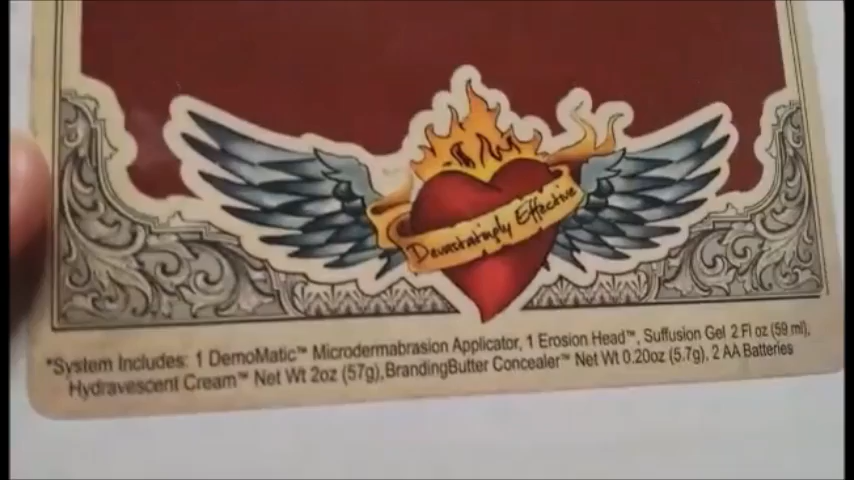 Devastatingly Effective
*System Includes: 1 DemoMatic™ Microdermabrasion Applicator, 1 Erosion Head™, Suffusion Gel 2 Fl oz (59 ml),
Hydravescent Cream™ Net Wt 2oz (57g), BrandingButter Concealer™ Net Wt 0.20oz (5.7g), 2 AA Batteries